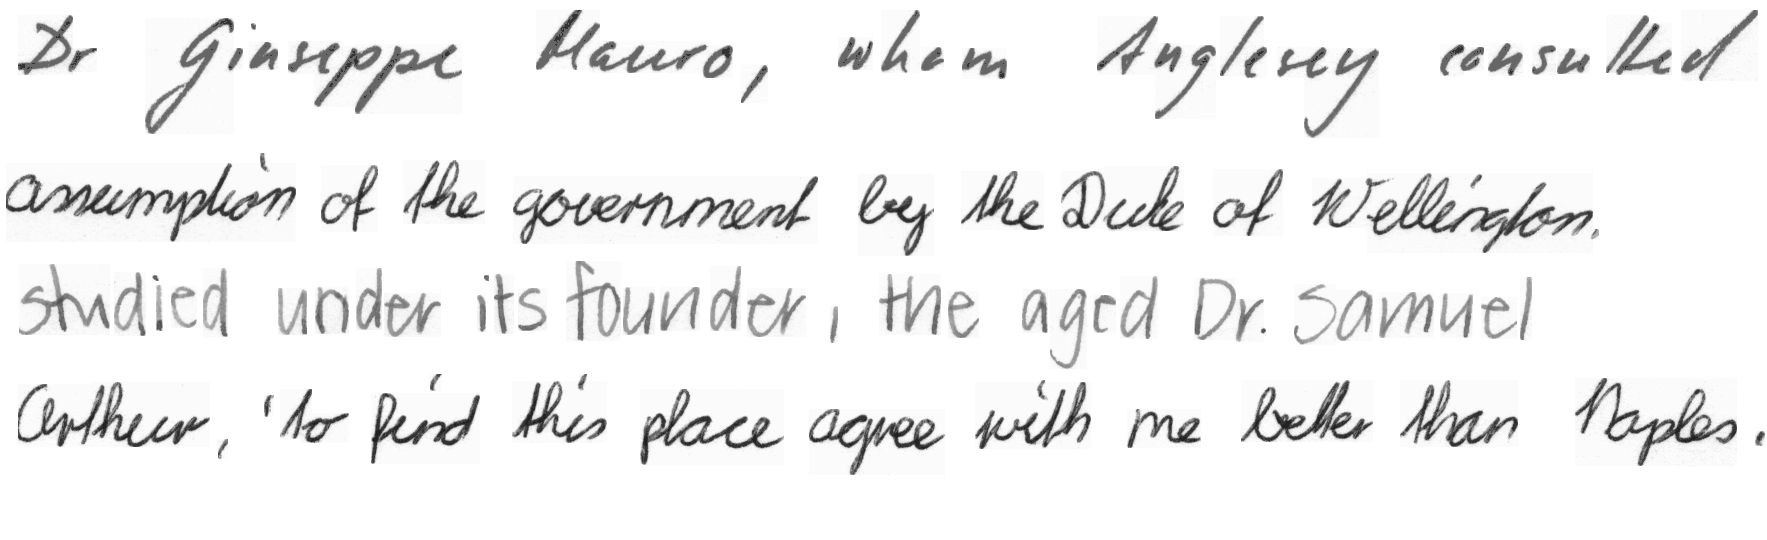 Dr Giuseppe Mauro, whom Anglesey consulted
assumption of the government by the Duke of Wellington.
studied under its founder, the aged Dr. Samuel
Arthur, 'to find this place agree with me better than Naples.